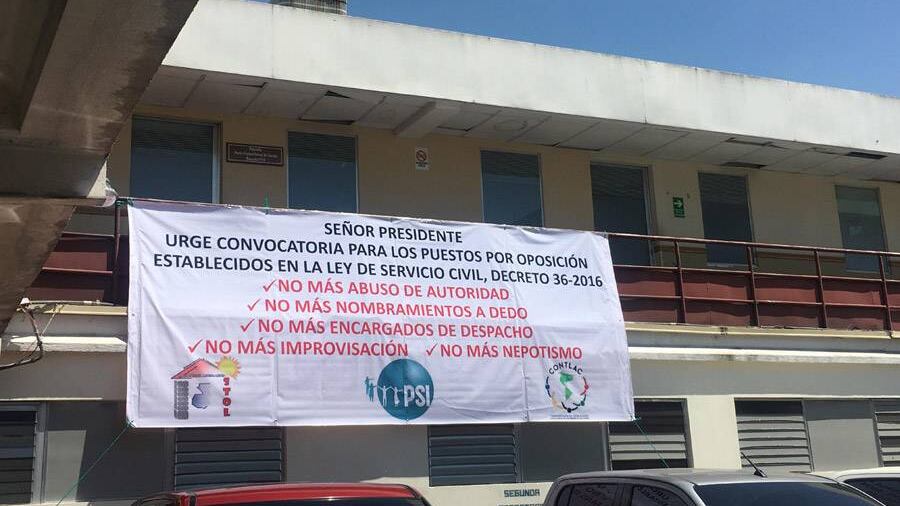 SEÑOR PRESIDENTE
URGE CONVOCATORIA PARA LOS PUESTOS POR OPOSICIÓN
ESTABLECIDOS EN LA LEY DE SERVICIO CIVIL, DECRETO 36-2016
✓NO MÁS ABUSO DE AUTORIDAD
✓NO MÁS NOMBRAMIENTOS A DEDO
✓NO MÁS ENCARGADOS DE DESPACHO
✓NO MÁS IMPROVISACIÓN ✓NO MÁS NEPOTISMO
PSI
CONTLAC
SEGUNDA